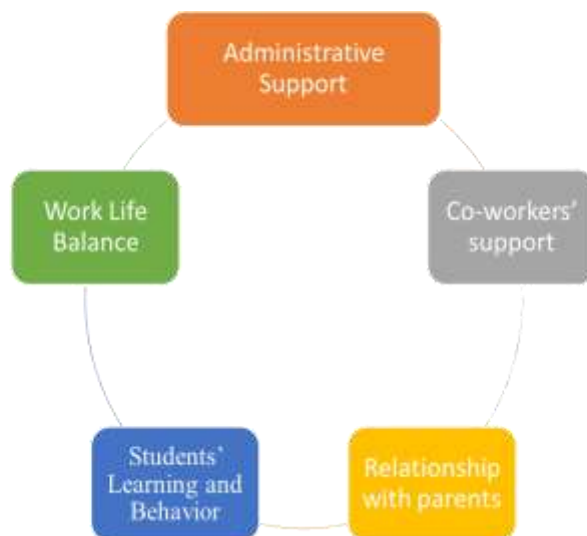 Administrative
Support
Work Life
Balance
Co-workers'
support
Students'
Learning and
Behavior
Relationship
with parents